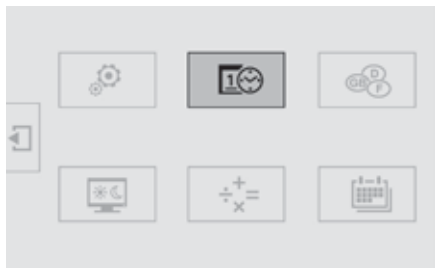 1
D
GB
F
+
÷ =
×